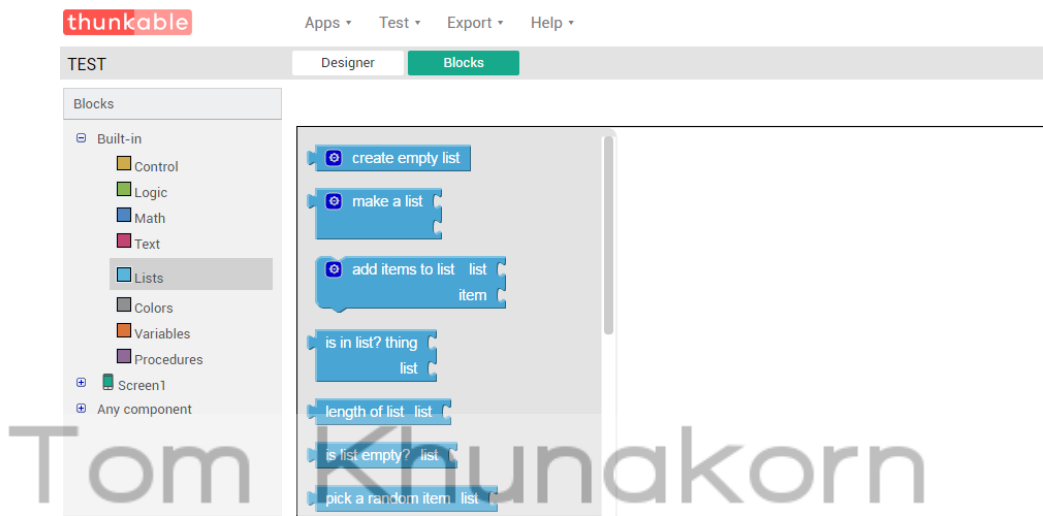 thunkable
Apps ▾ Test ▾ Export ▾ Help ▾
TEST
Designer
Blocks
Blocks
Built-in
Control
Logic
Math
Text
Lists
Colors
Variables
Procedures
Screen1
Any component
create empty list
make a list
add items to list list
item
is in list? thing
list
length of list list
is list empty? list
pick a random item list
Tom Khunakorn